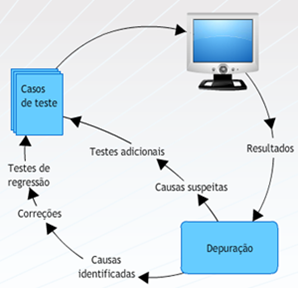 Casos
de teste
Resultados
Testes adicionais
Testes de
regressão
Causas suspeitas
Correções
Depuração
Causas
identificadas